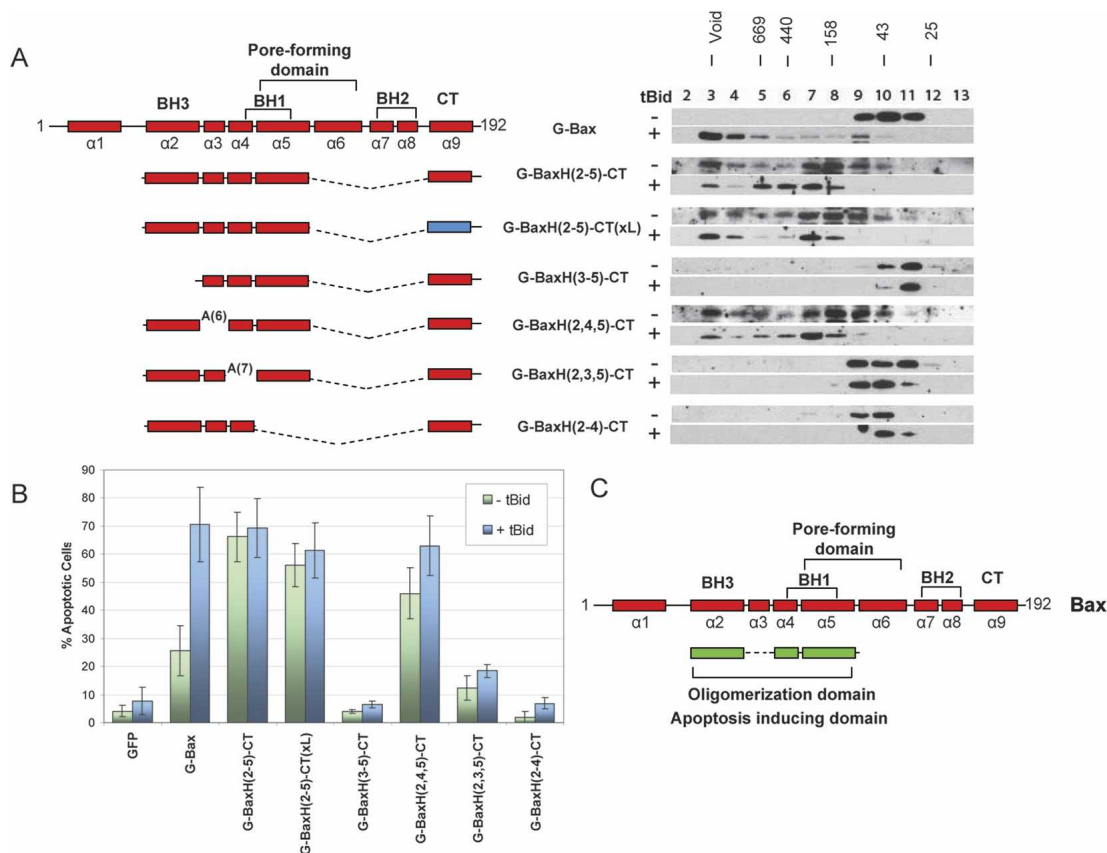 A
Pore-forming
domain
BH3
BH1
BH2
CT
1
192
α1
α2
α3
α4
α5
α6
α7
α8
α9
A(6)
A(7)
G-Bax
G-BaxH(2-5)-CT
G-BaxH(2-5)-CT(xL)
G-BaxH(3-5)-CT
G-BaxH(2,4,5)-CT
G-BaxH(2,3,5)-CT
G-BaxH(2-4)-CT
– Void
– 669
– 440
– 158
– 43
– 25
tBid 2 3 4 5 6 7 8 9 10 11 12 13
-
+
-
+
-
+
-
+
-
+
-
+
-
+
B
% Apoptotic Cells
90
80
70
60
50
40
30
20
10
0
- tBid
+ tBid
GFP
G-Bax
G-BaxH(2-5)-CT
G-BaxH(2-5)-CT(xL)
G-BaxH(3-5)-CT
G-BaxH(2,4,5)-CT
G-BaxH(2,3,5)-CT
G-BaxH(2-4)-CT
C
Pore-forming
domain
BH3
BH1
BH2
CT
1
192
Bax
α1
α2
α3
α4
α5
α6
α7
α8
α9
Oligomerization domain
Apoptosis inducing domain